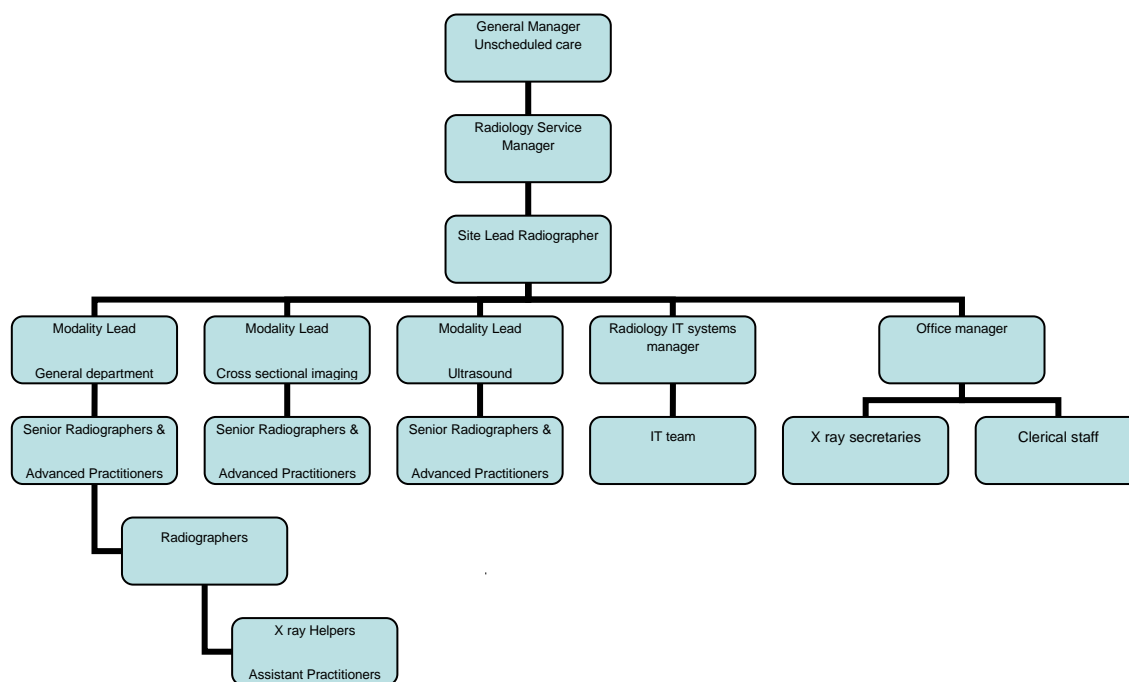 General Manager
Unscheduled care
Radiology Service
Manager
Site Lead Radiographer
Modality Lead
General department
Modality Lead
Cross sectional imaging
Modality Lead
Ultrasound
Radiology IT systems
manager
Office manager
Senior Radiographers &
Advanced Practitioners
Senior Radiographers &
Advanced Practitioners
Senior Radiographers &
Advanced Practitioners
IT team
X ray secretaries
Clerical staff
Radiographers
X ray Helpers
Assistant Practitioners